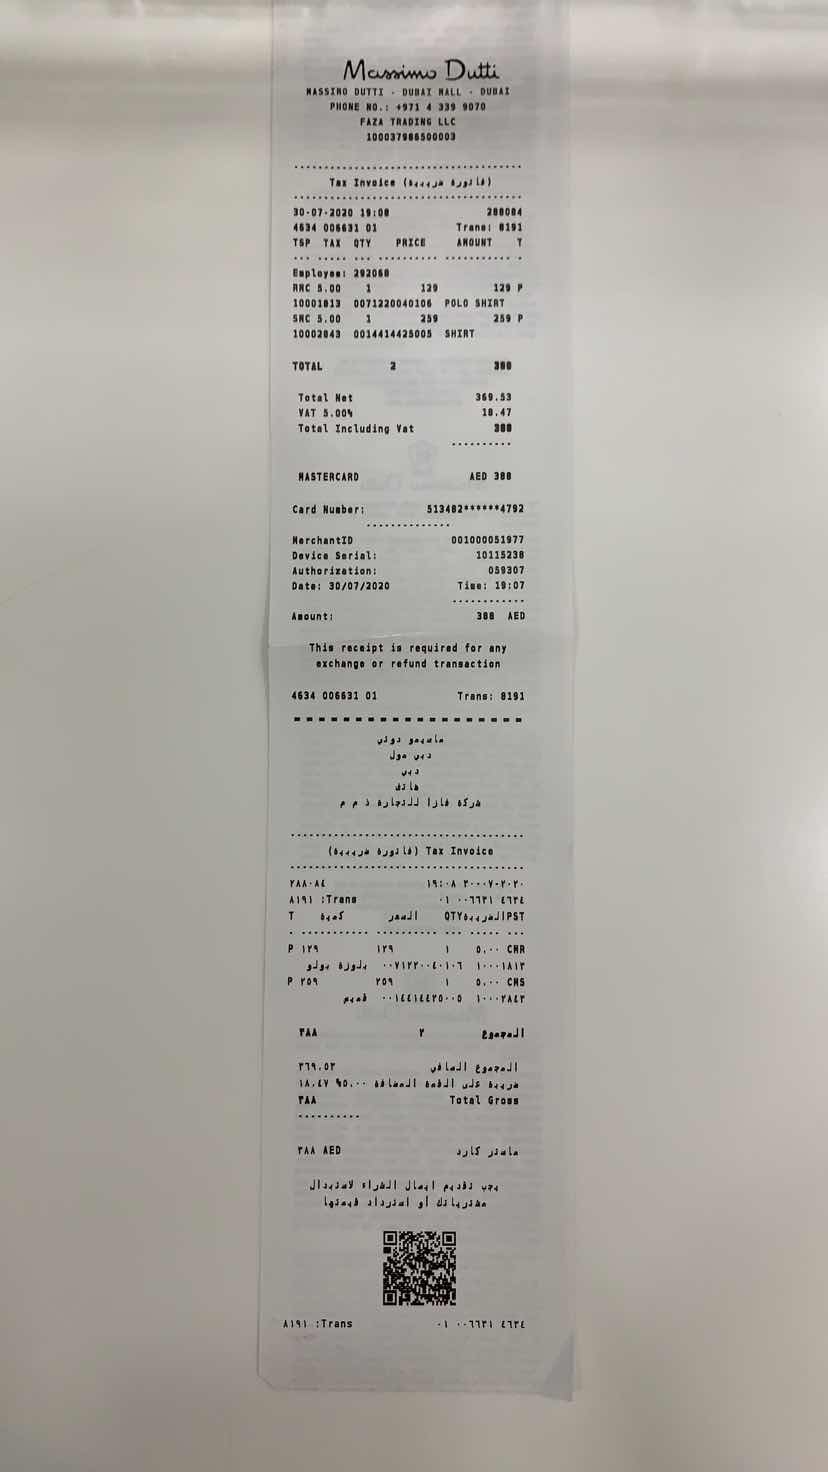 Massimo Dutti
MASSIMO DUTTI - DUBAI MALL - DUBAI
PHONE NO.: +971 4 339 9070
FAZA TRADING LLC
100037986500003
Tax Invoice (فاتورة ضريبية)
30-07-2020 19:08 288084
4634 006631 01 Trans: 8191
TSP TAX QTY PRICE AMOUNT T
Employee: 292068
RMC 5.00 1 129 129 P
10001813 0071220040106 POLO SHIRT
SMC 5.00 1 259 259 P
10002843 0014414425005 SHIRT
TOTAL 2 388
Total Net 369.53
VAT 5.00% 18.47
Total Including Vat 388
MASTERCARD AED 388
Card Number: 513482******4792
MerchantID 001000051977
Device Serial: 10115238
Authorization: 059307
Date: 30/07/2020 Time: 19:07
Amount: 388 AED
This receipt is required for any
exchange or refund transaction
4634 006631 01 Trans: 8191
ماسيمو دوتي
دبي مول
دبي
هاتف
شركة فازا للتجارة ذ م م
(فاتورة ضريبية) Tax Invoice
٢٨٨٠٨٤ ١٩:٠٨ ٣٠-٠٧-٢٠٢٠
٨١٩١ :Trans ٠١ ٠٠٦٦٣١ ٤٦٣٤
T كمية السعر QTYالضريبةPST
P ١٢٩ ١٢٩ ١ ٥.٠٠ CMR
بلوزة بولو ٠٠٧١٢٢٠٠٤٠١٠٦ ١٠٠٠١٨١٣
P ٢٥٩ ٢٥٩ ١ ٥.٠٠ CMS
قميص ٠٠١٤٤١٤٤٢٥٠٠٥ ١٠٠٠٢٨٤٣
٣٨٨ ٢ المجموع
٣٦٩.٥٣ المجموع الصافي
١٨.٤٧ %٥.٠٠ ضريبة على القمة المضافة
٣٨٨ Total Gross
٣٨٨ AED ماستر كارد
يجب تقديم ايصال الشراء لاستبدال
مشترياتك أو استرداد قيمتها
٨١٩١ :Trans ٠١ ٠٠٦٦٣١ ٤٦٣٤